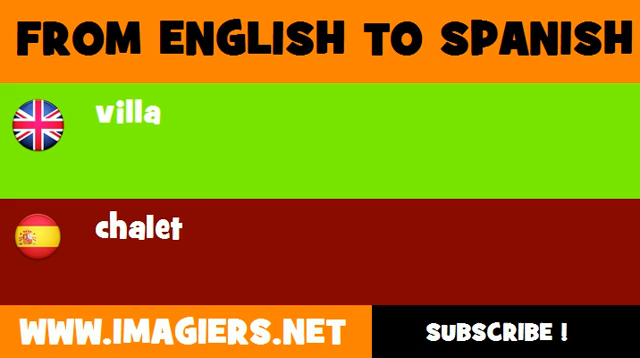 FROM ENGLISH TO SPANISH
villa
chalet
WWW.IMAGIERS.NET
SUBSCRIBE !